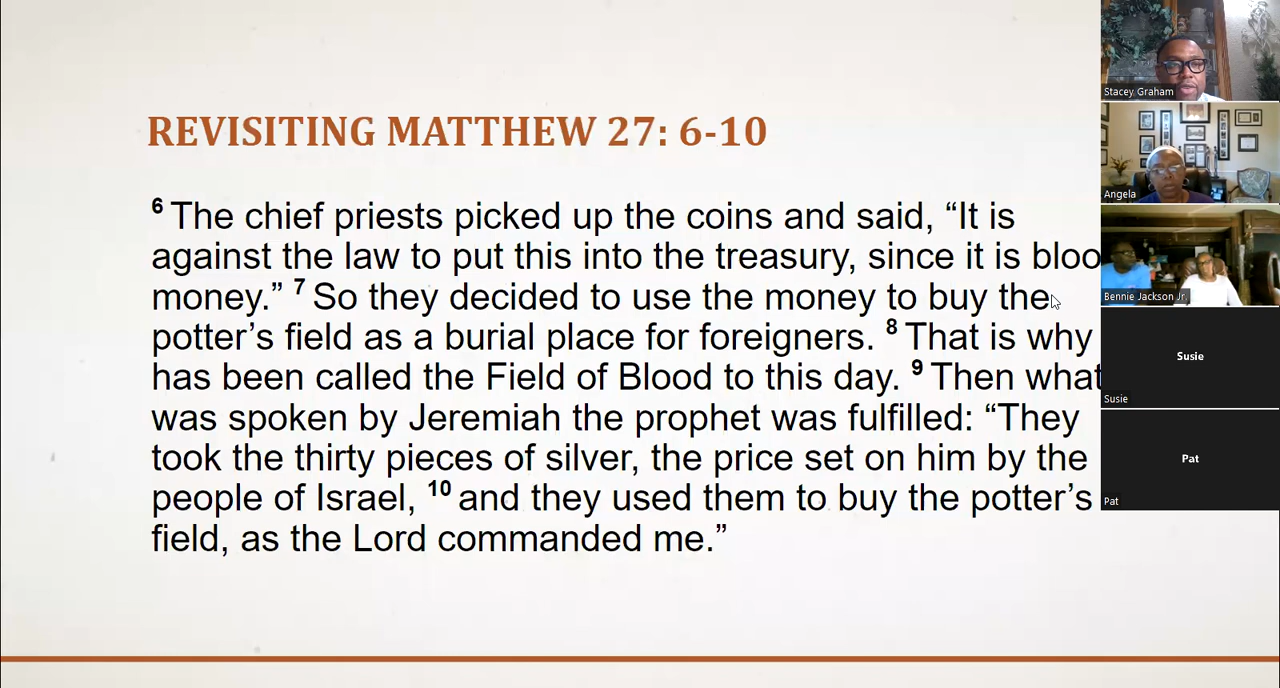 REVISITING MATTHEW 27: 6-10
6 The chief priests picked up the coins and said, “It is
against the law to put this into the treasury, since it is bloo
money.” 7 So they decided to use the money to buy the
potter’s field as a burial place for foreigners. 8 That is why
has been called the Field of Blood to this day. 9 Then what
was spoken by Jeremiah the prophet was fulfilled: “They
took the thirty pieces of silver, the price set on him by the
people of Israel, 10 and they used them to buy the potter’s
field, as the Lord commanded me.”
Stacey Graham
Angela
Bennie Jackson Jr.
Susie
Susie
Pat
Pat